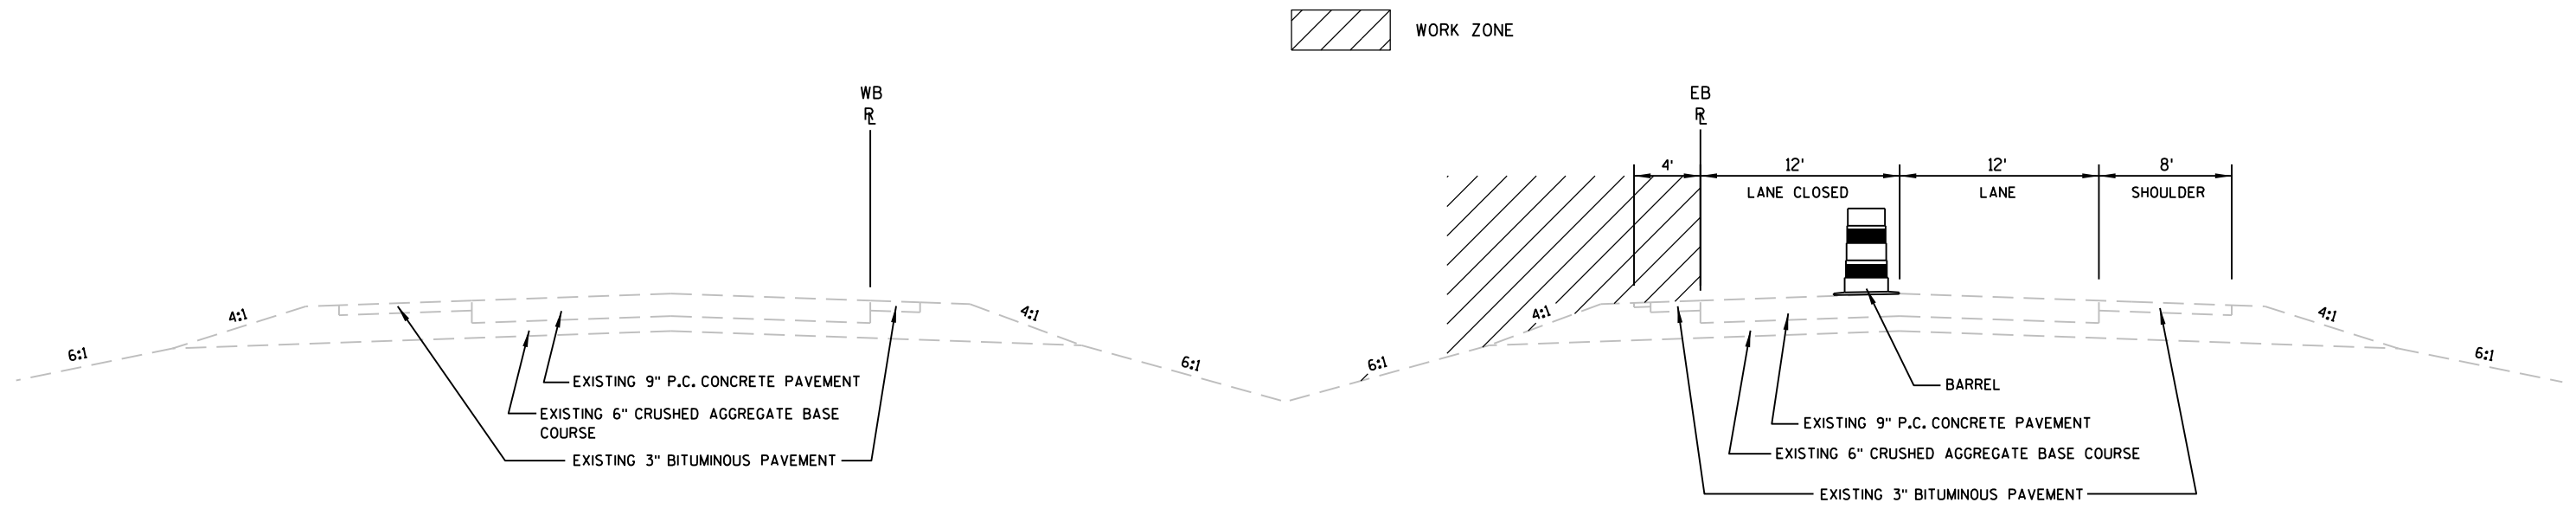 WORK ZONE
WB
RL
EB
RL
4'
12'
12'
8'
LANE CLOSED
LANE
SHOULDER
6:1
4:1
4:1
6:1
6:1
4:1
4:1
6:1
EXISTING 9" P.C. CONCRETE PAVEMENT
EXISTING 6" CRUSHED AGGREGATE BASE
COURSE
EXISTING 3" BITUMINOUS PAVEMENT
BARREL
EXISTING 9" P.C. CONCRETE PAVEMENT
EXISTING 6" CRUSHED AGGREGATE BASE COURSE
EXISTING 3" BITUMINOUS PAVEMENT